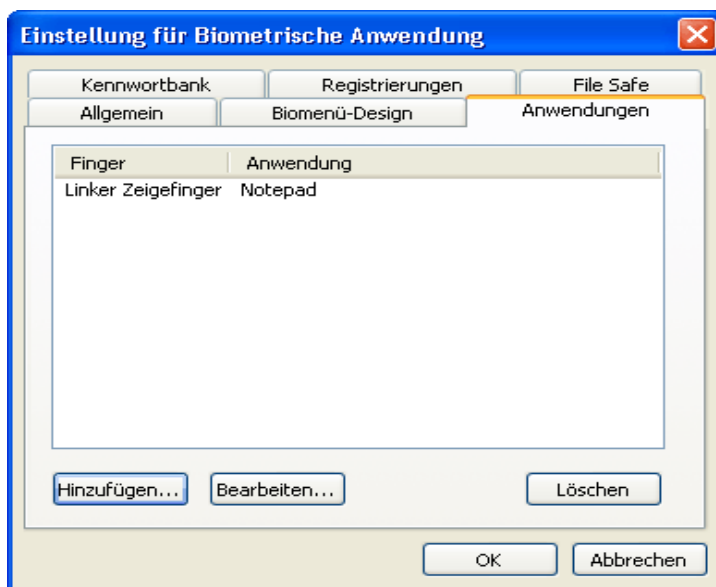 Einstellung für Biometrische Anwendung
Kennwortbank Registrierungen File Safe
Allgemein Biomenü-Design Anwendungen
Finger Anwendung
Linker Zeigefinger Notepad
Hinzufügen... Bearbeiten... Löschen
OK Abbrechen